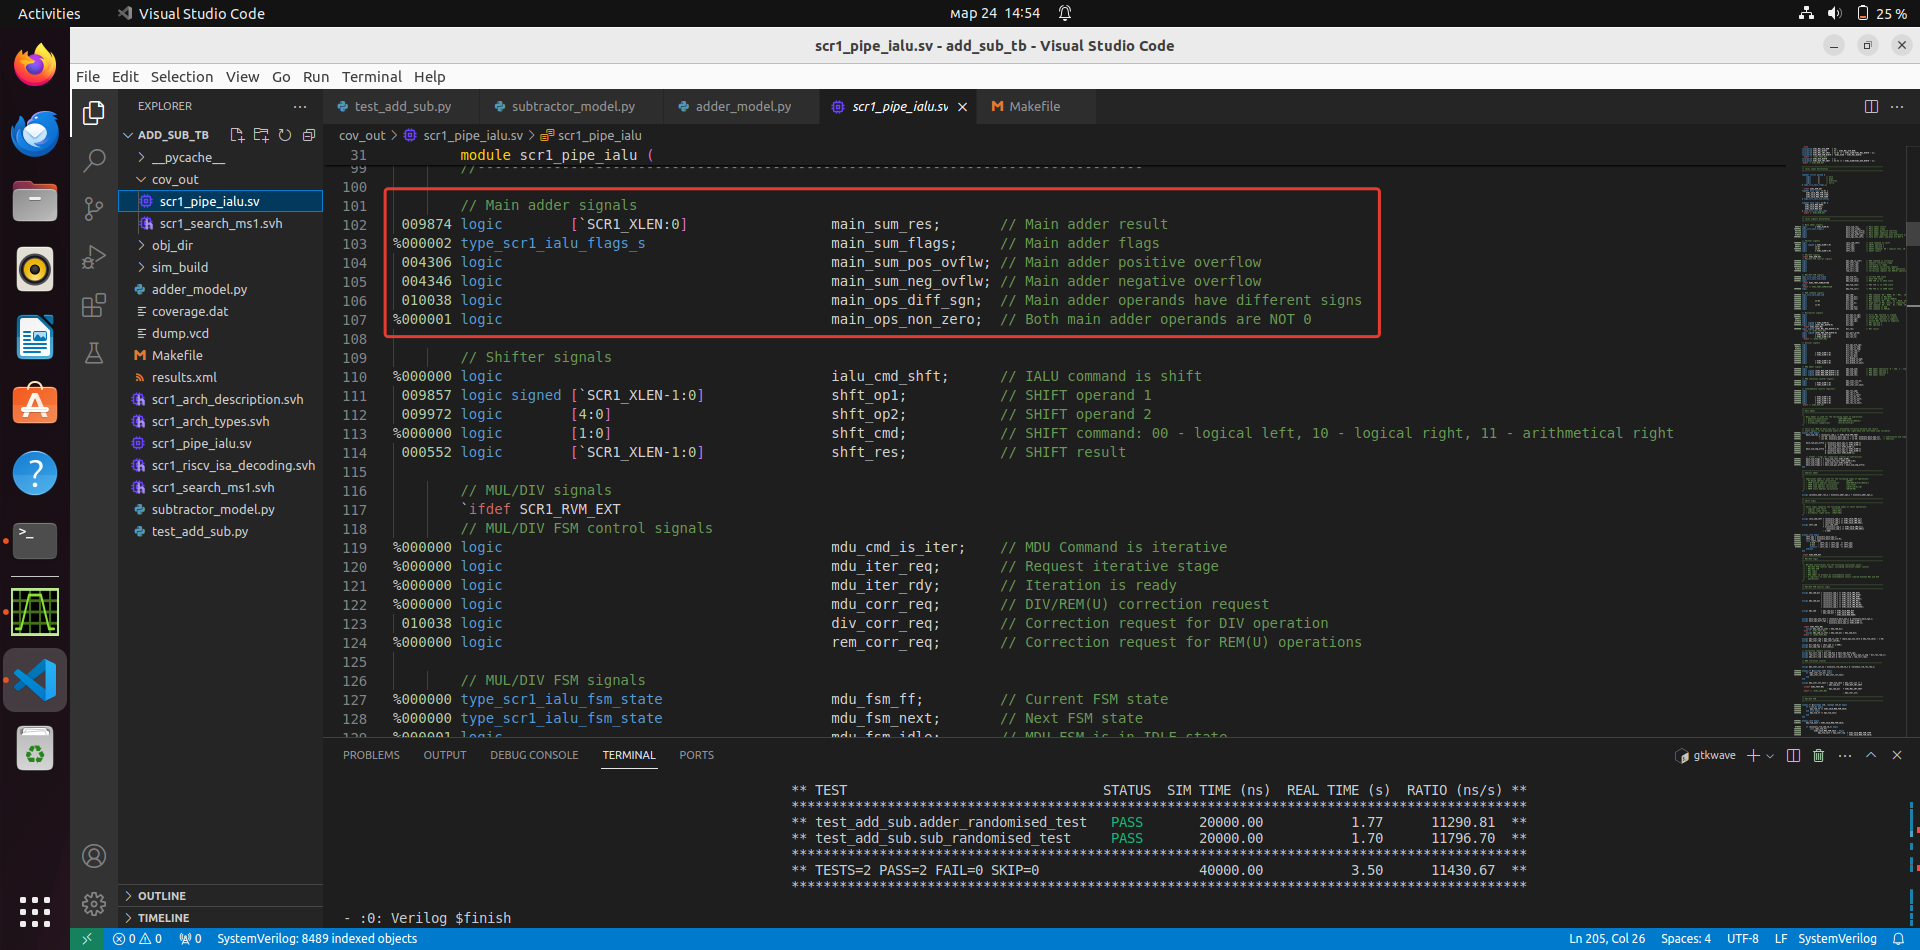 Activities Visual Studio Code мар 24 14:54 25 %
scr1_pipe_ialu.sv - add_sub_tb - Visual Studio Code
File Edit Selection View Go Run Terminal Help
EXPLORER
ADD_SUB_TB
__pycache__
cov_out
scr1_pipe_ialu.sv
scr1_search_ms1.svh
obj_dir
sim_build
adder_model.py
coverage.dat
dump.vcd
Makefile
results.xml
scr1_arch_description.svh
scr1_arch_types.svh
scr1_pipe_ialu.sv
scr1_riscv_isa_decoding.svh
scr1_search_ms1.svh
subtractor_model.py
test_add_sub.py
OUTLINE
TIMELINE
test_add_sub.py subtractor_model.py adder_model.py scr1_pipe_ialu.sv Makefile
cov_out > scr1_pipe_ialu.sv > scr1_pipe_ialu
31 module scr1_pipe_ialu (
99 //-------------------------------------------------------------------------------
100
101 // Main adder signals
102 009874 logic [`SCR1_XLEN:0] main_sum_res; // Main adder result
103 %000002 type_scr1_ialu_flags_s main_sum_flags; // Main adder flags
104 004306 logic main_sum_pos_ovflw; // Main adder positive overflow
105 004346 logic main_sum_neg_ovflw; // Main adder negative overflow
106 010038 logic main_ops_diff_sgn; // Main adder operands have different signs
107 %000001 logic main_ops_non_zero; // Both main adder operands are NOT 0
108
109 // Shifter signals
110 %000000 logic ialu_cmd_shft; // IALU command is shift
111 009857 logic signed [`SCR1_XLEN-1:0] shft_op1; // SHIFT operand 1
112 009972 logic [4:0] shft_op2; // SHIFT operand 2
113 %000000 logic [1:0] shft_cmd; // SHIFT command: 00 - logical left, 10 - logical right, 11 - arithmetical right
114 000552 logic [`SCR1_XLEN-1:0] shft_res; // SHIFT result
115
116 // MUL/DIV signals
117 `ifdef SCR1_RVM_EXT
118 // MUL/DIV FSM control signals
119 %000000 logic mdu_cmd_is_iter; // MDU Command is iterative
120 %000000 logic mdu_iter_req; // Request iterative stage
121 %000000 logic mdu_iter_rdy; // Iteration is ready
122 %000000 logic mdu_corr_req; // DIV/REM(U) correction request
123 010038 logic div_corr_req; // Correction request for DIV operation
124 %000000 logic rem_corr_req; // Correction request for REM(U) operations
125
126 // MUL/DIV FSM signals
127 %000000 type_scr1_ialu_fsm_state mdu_fsm_ff; // Current FSM state
128 %000000 type_scr1_ialu_fsm_state mdu_fsm_next; // Next FSM state
129 %000001 logic mdu_fsm_idle; // MDU FSM is in IDLE state
PROBLEMS OUTPUT DEBUG CONSOLE TERMINAL PORTS gtkwave
** TEST STATUS SIM TIME (ns) REAL TIME (s) RATIO (ns/s) **
********************************************************************************************
** test_add_sub.adder_randomised_test PASS 20000.00 1.77 11290.81 **
** test_add_sub.sub_randomised_test PASS 20000.00 1.70 11796.70 **
********************************************************************************************
** TESTS=2 PASS=2 FAIL=0 SKIP=0 40000.00 3.50 11430.67 **
********************************************************************************************
- :0: Verilog $finish
0 0 0 SystemVerilog: 8489 indexed objects Ln 205, Col 26 Spaces: 4 UTF-8 LF SystemVerilog